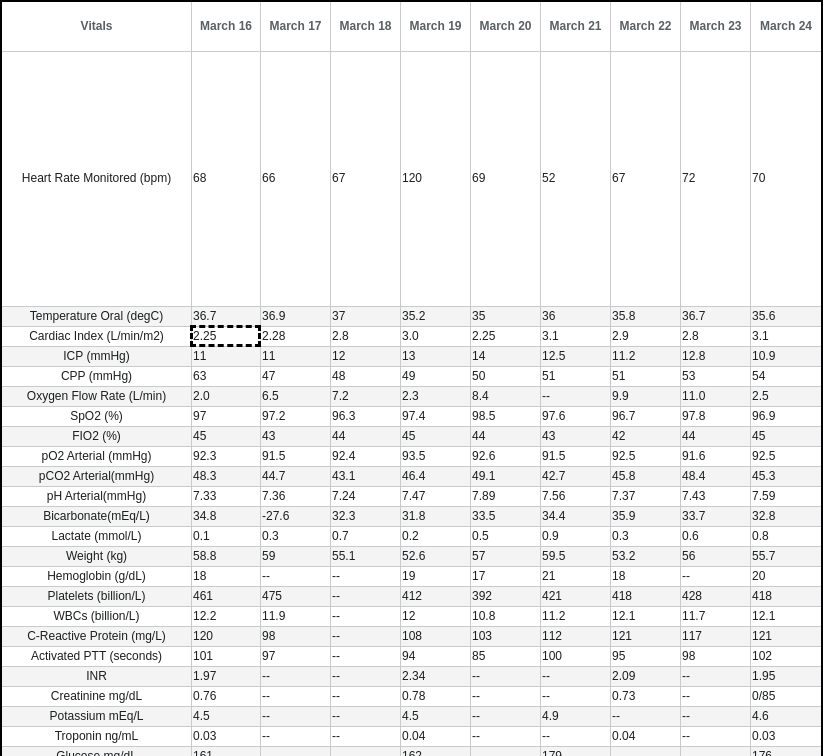 Vitals March 16 March 17 March 18 March 19 March 20 March 21 March 22 March 23 March 24
Heart Rate Monitored (bpm) 68 66 67 120 69 52 67 72 70
Temperature Oral (degC) 36.7 36.9 37 35.2 35 36 35.8 36.7 35.6
Cardiac Index (L/min/m2) 2.25 2.28 2.8 3.0 2.25 3.1 2.9 2.8 3.1
ICP (mmHg) 11 11 12 13 14 12.5 11.2 12.8 10.9
CPP (mmHg) 63 47 48 49 50 51 51 53 54
Oxygen Flow Rate (L/min) 2.0 6.5 7.2 2.3 8.4 -- 9.9 11.0 2.5
SpO2 (%) 97 97.2 96.3 97.4 98.5 97.6 96.7 97.8 96.9
FIO2 (%) 45 43 44 45 44 43 42 44 45
pO2 Arterial (mmHg) 92.3 91.5 92.4 93.5 92.6 91.5 92.5 91.6 92.5
pCO2 Arterial(mmHg) 48.3 44.7 43.1 46.4 49.1 42.7 45.8 48.4 45.3
pH Arterial(mmHg) 7.33 7.36 7.24 7.47 7.89 7.56 7.37 7.43 7.59
Bicarbonate(mEq/L) 34.8 -27.6 32.3 31.8 33.5 34.4 35.9 33.7 32.8
Lactate (mmol/L) 0.1 0.3 0.7 0.2 0.5 0.9 0.3 0.6 0.8
Weight (kg) 58.8 59 55.1 52.6 57 59.5 53.2 56 55.7
Hemoglobin (g/dL) 18 -- -- 19 17 21 18 -- 20
Platelets (billion/L) 461 475 -- 412 392 421 418 428 418
WBCs (billion/L) 12.2 11.9 -- 12 10.8 11.2 12.1 11.7 12.1
C-Reactive Protein (mg/L) 120 98 -- 108 103 112 121 117 121
Activated PTT (seconds) 101 97 -- 94 85 100 95 98 102
INR 1.97 -- -- 2.34 -- -- 2.09 -- 1.95
Creatinine mg/dL 0.76 -- -- 0.78 -- -- 0.73 -- 0/85
Potassium mEq/L 4.5 -- -- 4.5 -- 4.9 -- -- 4.6
Troponin ng/mL 0.03 -- -- 0.04 -- -- 0.04 -- 0.03
Glucose mg/dL 161 162 179 176